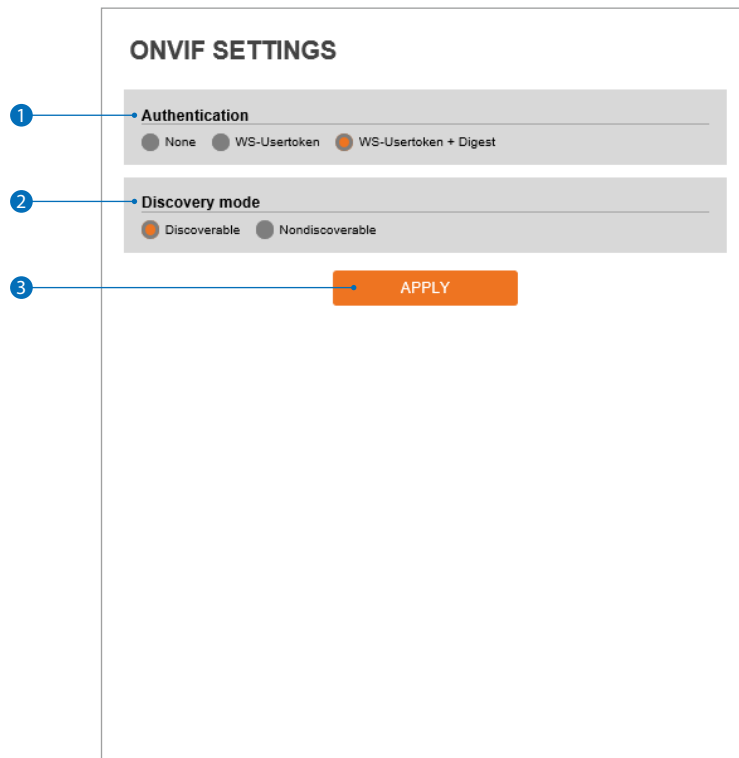 ONVIF SETTINGS
1
Authentication
None WS-Usertoken WS-Usertoken + Digest
2
Discovery mode
Discoverable Nondiscoverable
3
APPLY